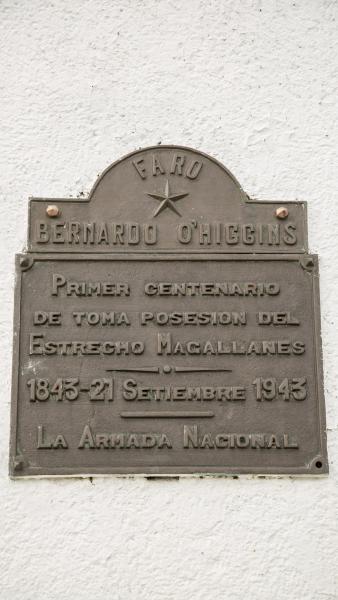 FARO
BERNARDO O'HIGGINS
PRIMER CENTENARIO
DE TOMA POSESION DEL
ESTRECHO MAGALLANES
1843-21 SETIEMBRE 1943
LA ARMADA NACIONAL